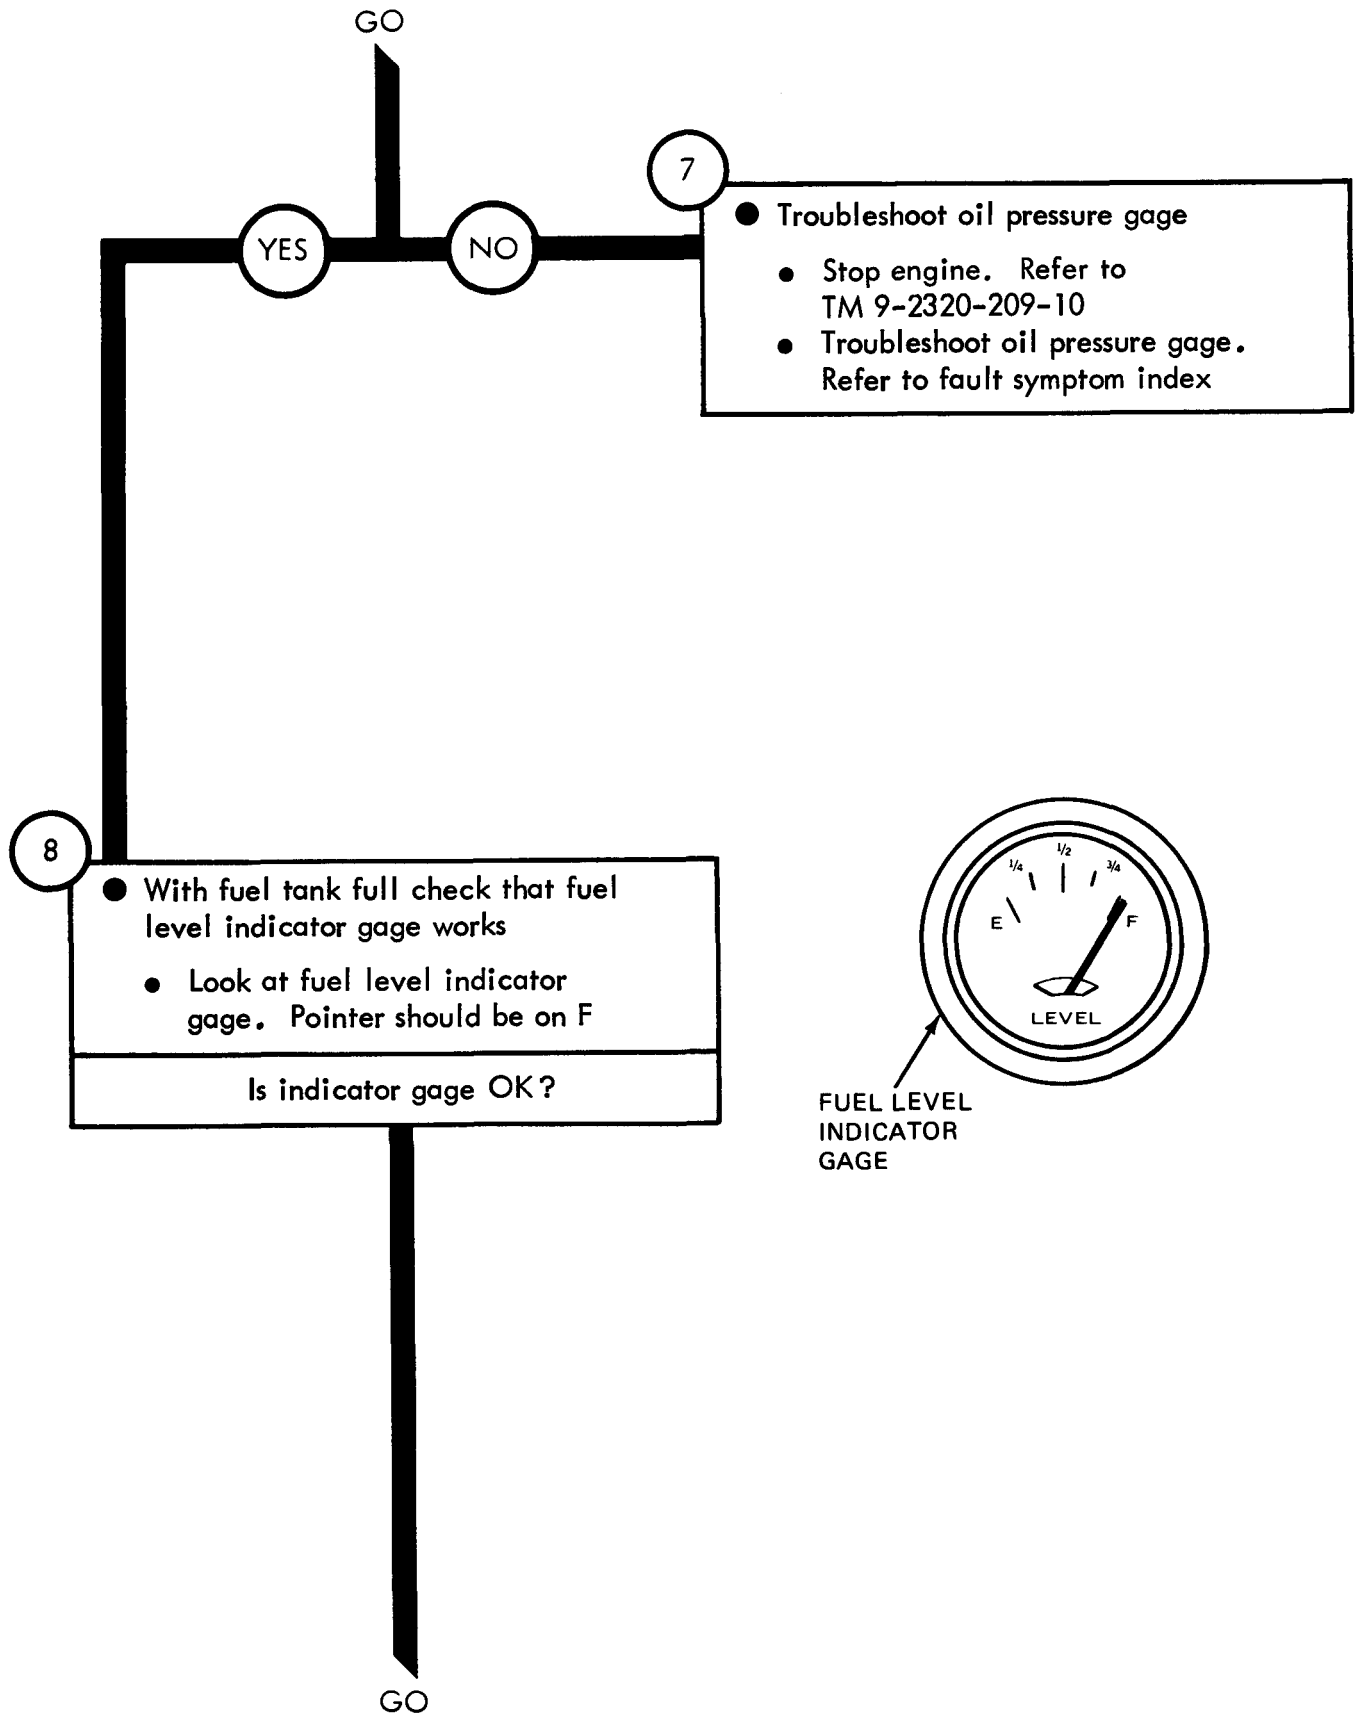 GO
YES
NO
7
● Troubleshoot oil pressure gage
● Stop engine. Refer to
TM 9-2320-209-10
● Troubleshoot oil pressure gage.
Refer to fault symptom index
8
● With fuel tank full check that fuel
level indicator gage works
● Look at fuel level indicator
gage. Pointer should be on F
Is indicator gage OK?
E
1/4
1/2
3/4
F
LEVEL
FUEL LEVEL
INDICATOR
GAGE
GO